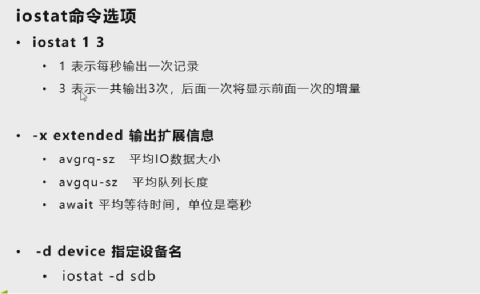 iostat命令选项
• iostat 1 3
• 1 表示每秒输出一次记录
• 3 表示一共输出3次，后面一次将显示前面一次的增量
• -x extended 输出扩展信息
• avgrq-sz 平均IO数据大小
• avgqu-sz 平均队列长度
• await 平均等待时间，单位是毫秒
• -d device 指定设备名
• iostat -d sdb